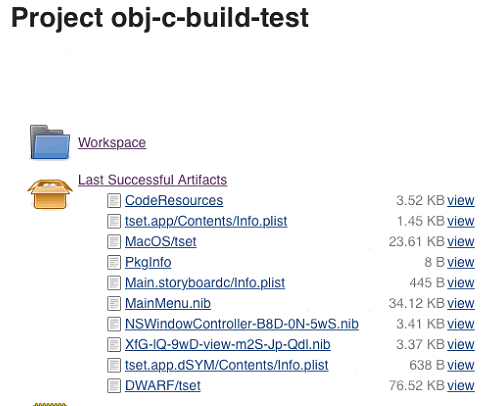 Project obj-c-build-test
Workspace
Last Successful Artifacts
CodeResources 3.52 KB view
tset.app/Contents/Info.plist 1.45 KB view
MacOS/tset 23.61 KB view
PkgInfo 8 B view
Main.storyboardc/Info.plist 445 B view
MainMenu.nib 34.12 KB view
NSWindowController-B8D-0N-5wS.nib 3.41 KB view
XfG-lQ-9wD-view-m2S-Jp-Qdl.nib 3.37 KB view
tset.app.dSYM/Contents/Info.plist 638 B view
DWARF/tset 76.52 KB view